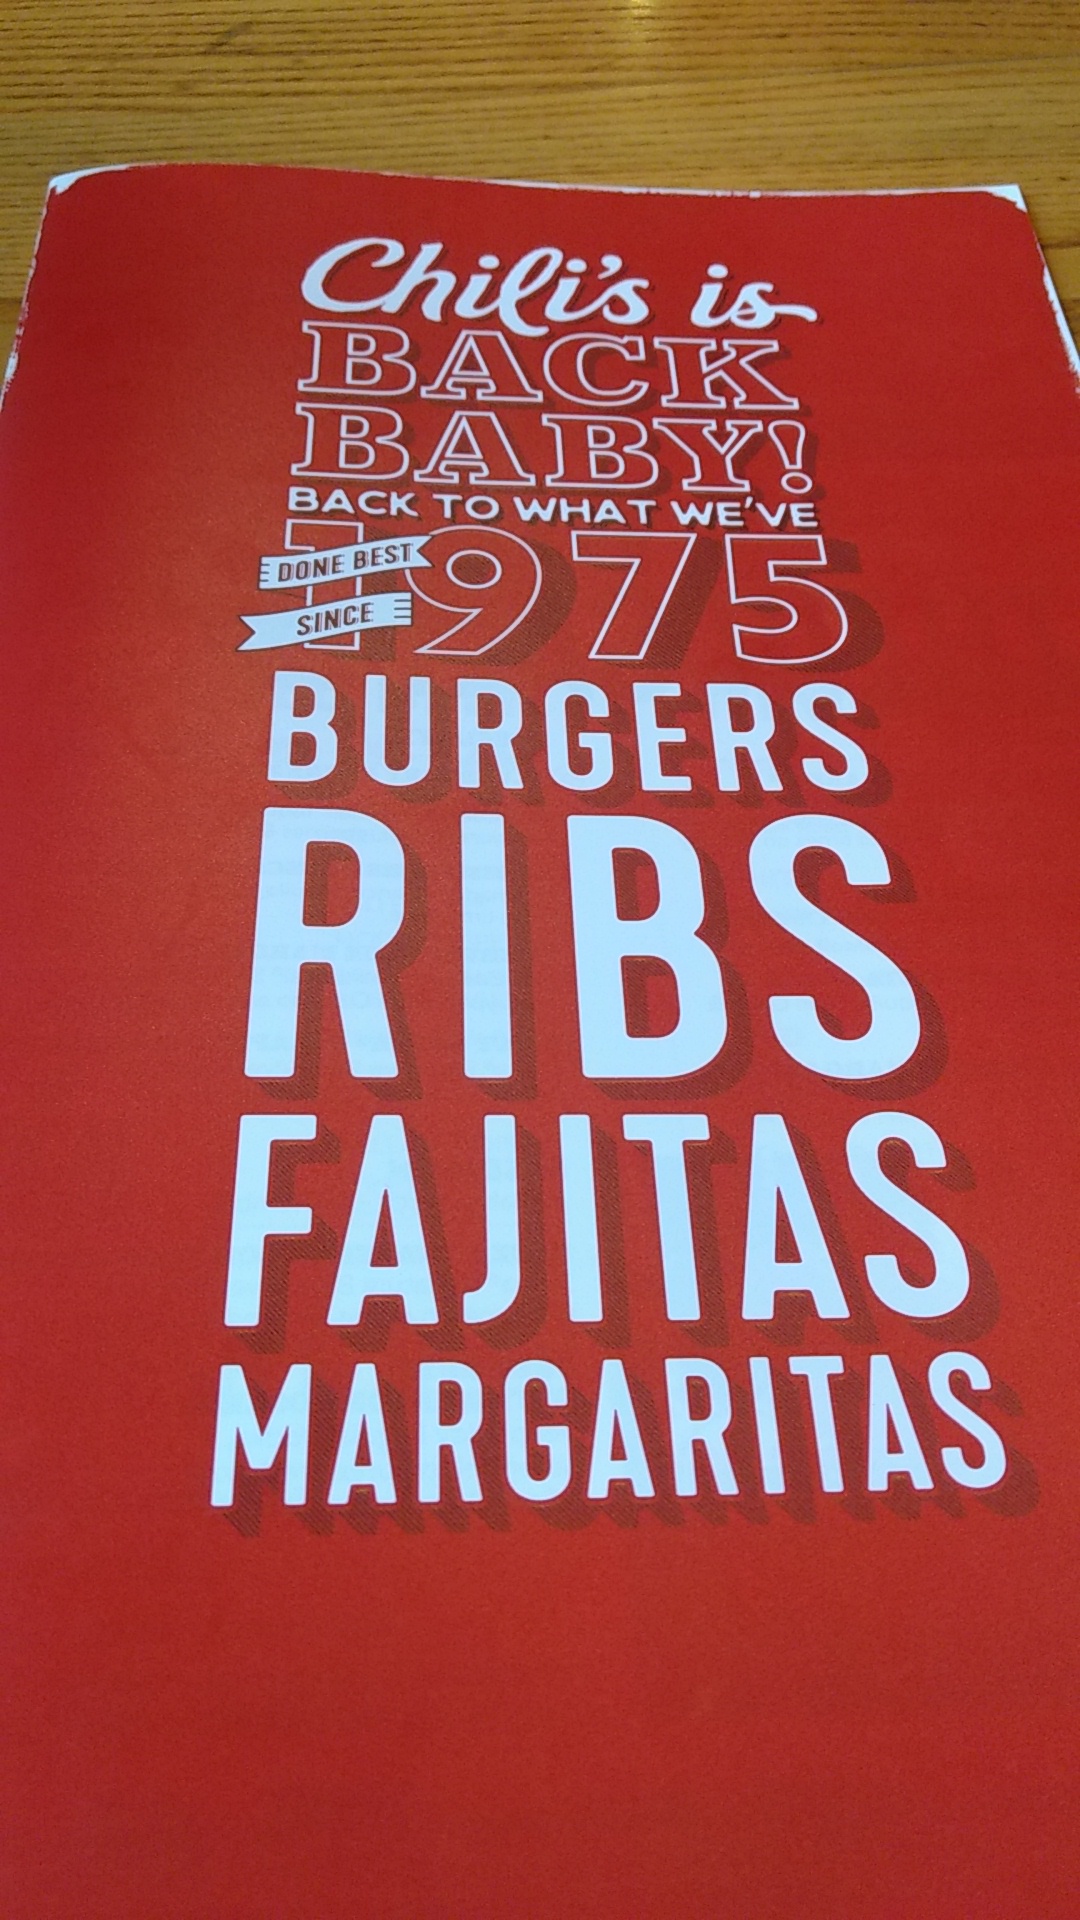 Chili's is
BACK
BABY!
BACK TO WHAT WE'VE
DONE BEST
SINCE
1975
BURGERS
RIBS
FAJITAS
MARGARITAS